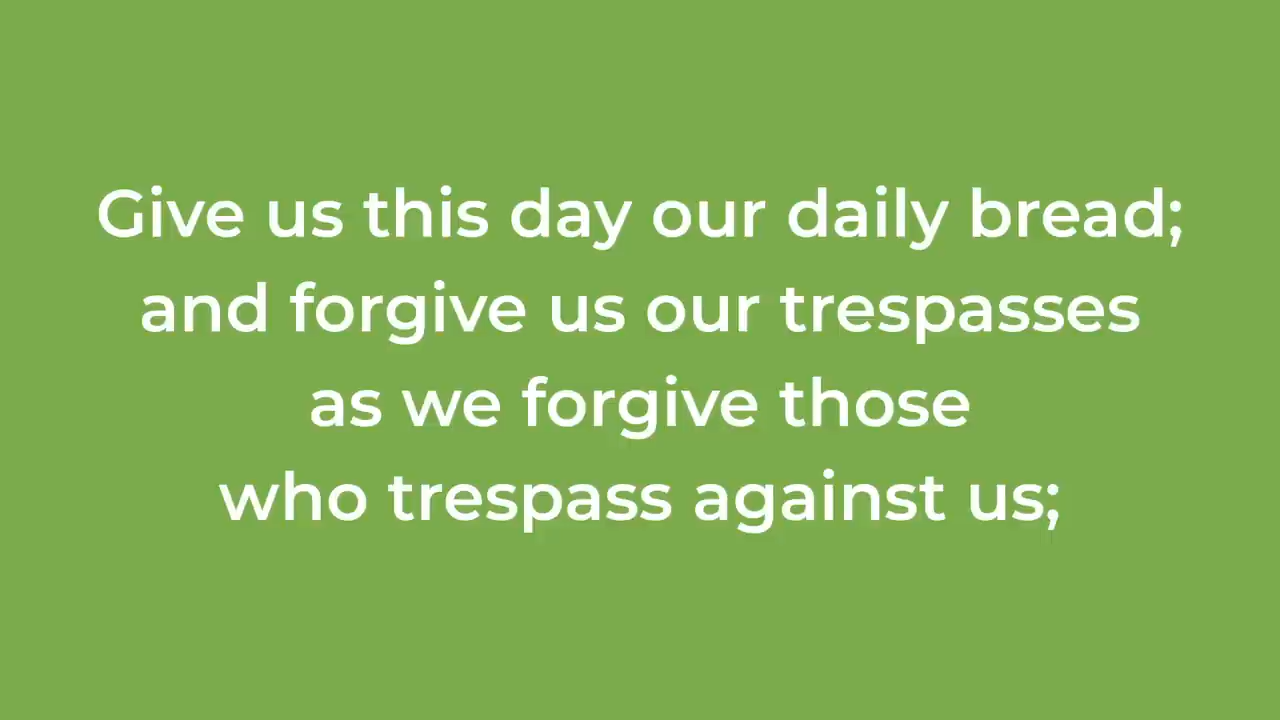 Give us this day our daily bread;
and forgive us our trespasses
as we forgive those
who trespass against us;